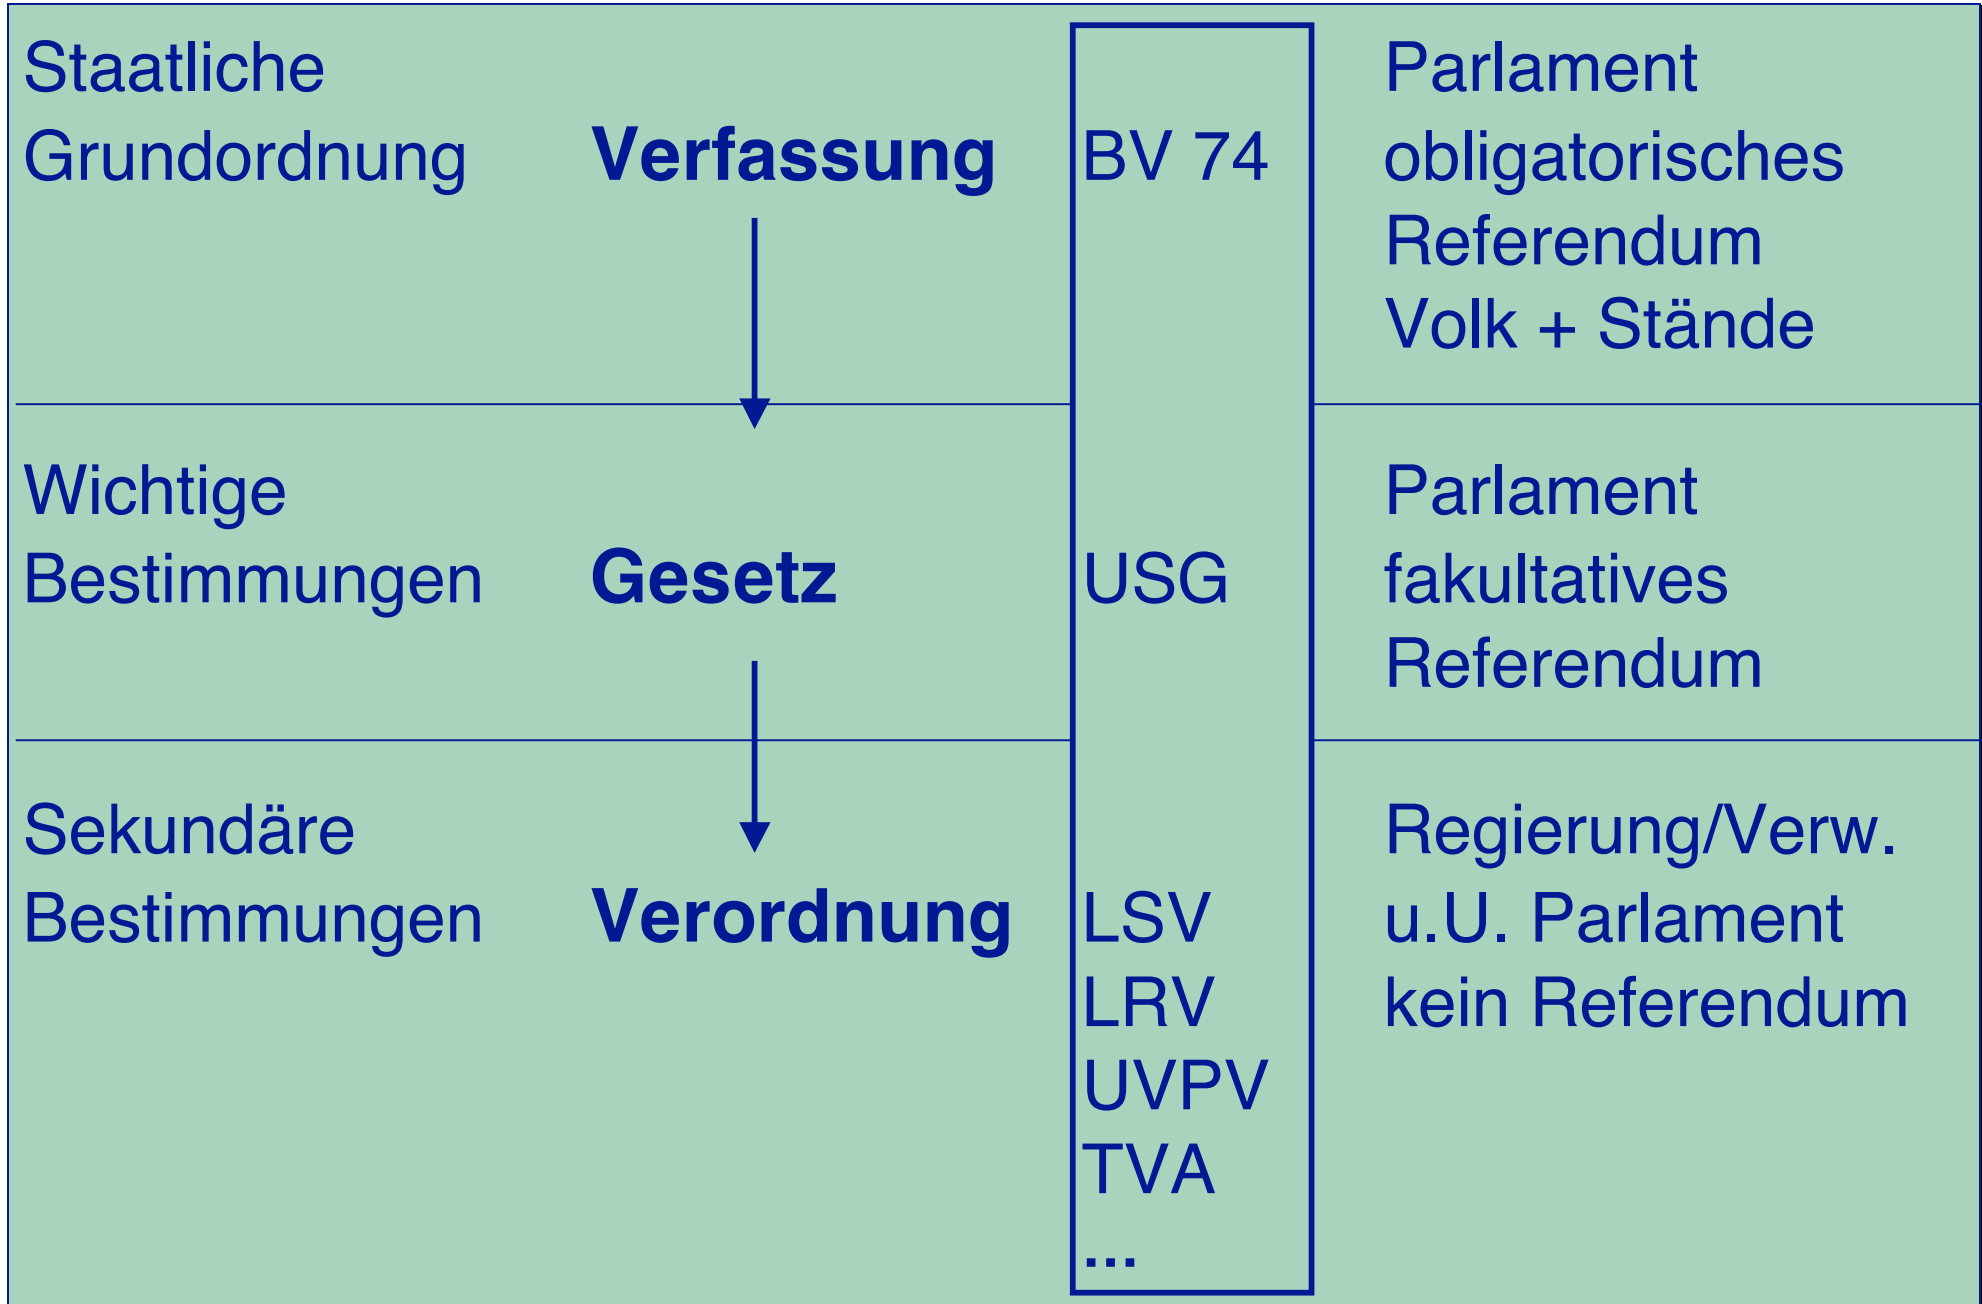 Staatliche Parlament
Grundordnung Verfassung BV 74 obligatorisches
Referendum
Volk + Stände
Wichtige Parlament
Bestimmungen Gesetz USG fakultatives
Referendum
Sekundäre Regierung/Verw.
Bestimmungen Verordnung LSV u.U. Parlament
LRV kein Referendum
UVPV
TVA
...